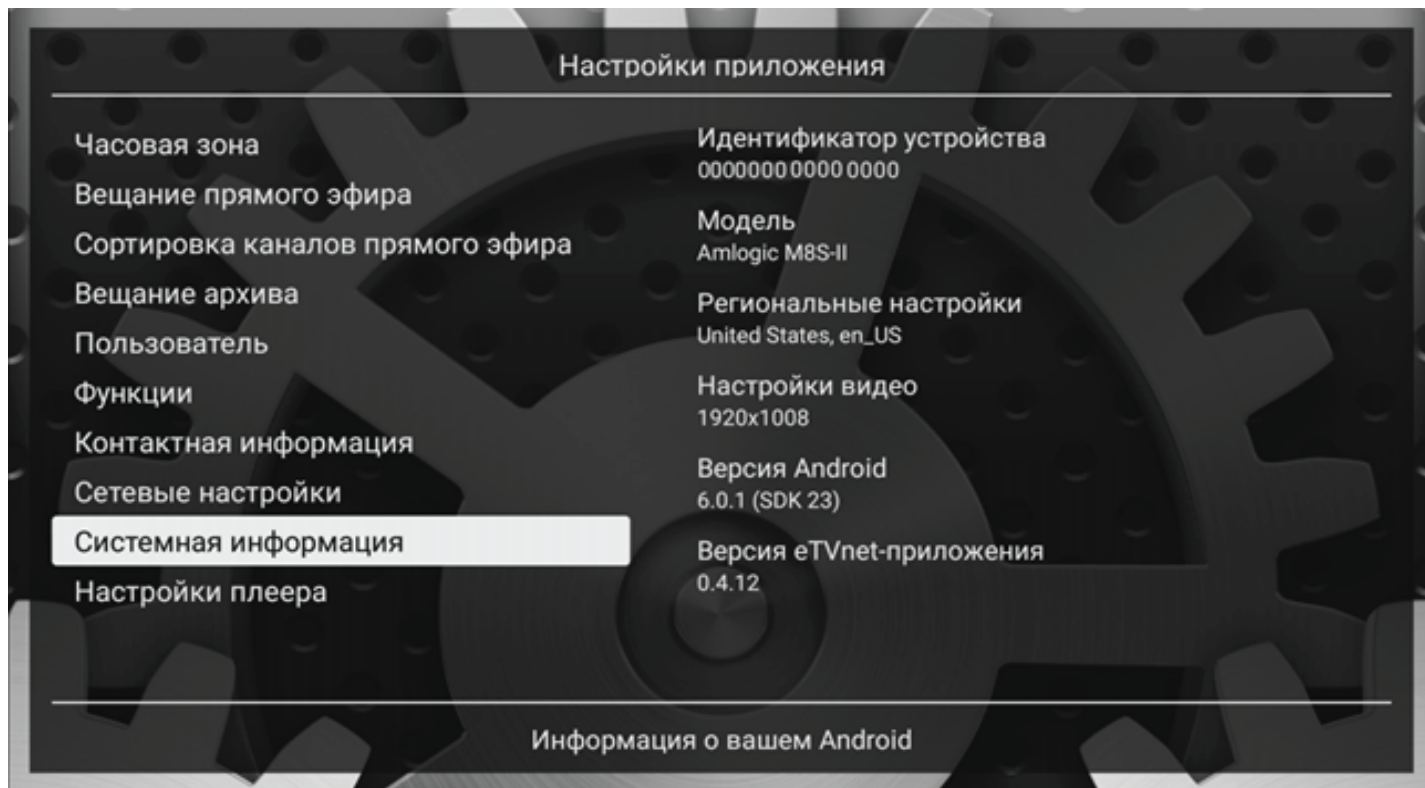 Настройки приложения
Часовая зона
Вещание прямого эфира
Сортировка каналов прямого эфира
Вещание архива
Пользователь
Функции
Контактная информация
Сетевые настройки
Системная информация
Настройки плеера
Идентификатор устройства
0000000 0000 0000
Модель
Amlogic M8S-II
Региональные настройки
United States, en_US
Настройки видео
1920x1008
Версия Android
6.0.1 (SDK 23)
Версия eTVnet-приложения
0.4.12
Информация о вашем Android